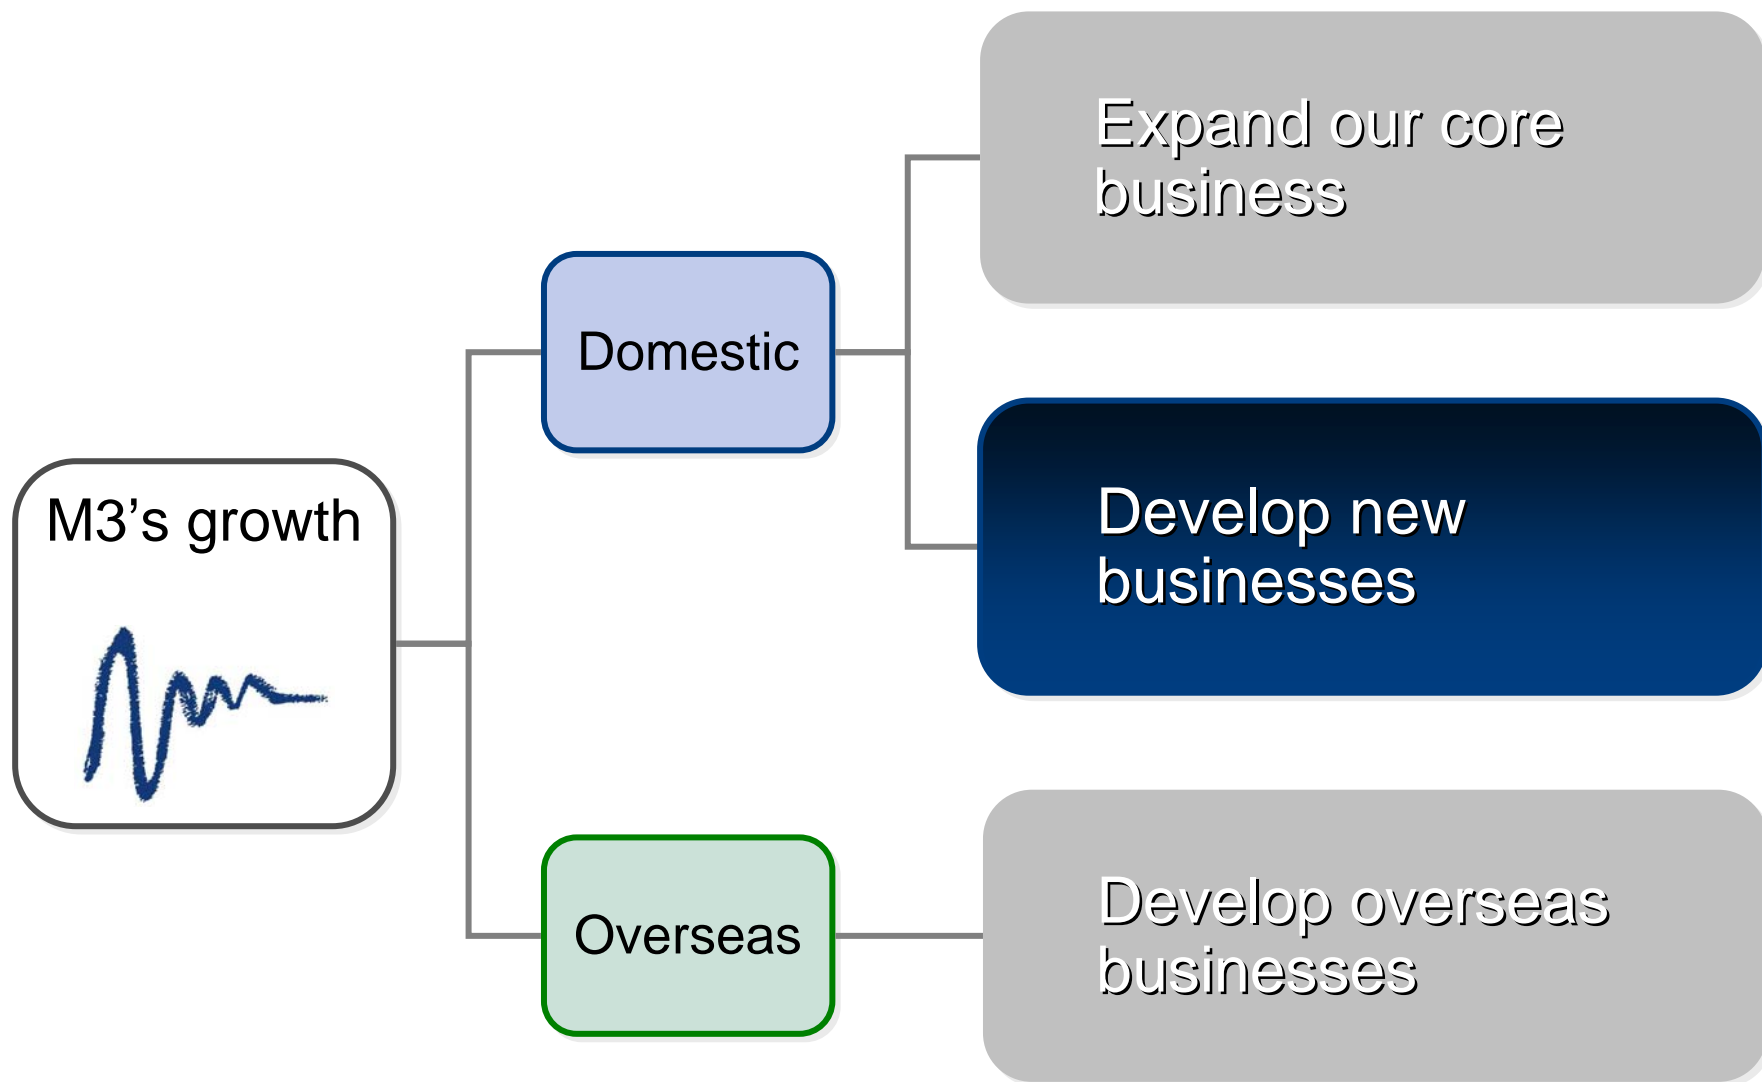 Expand our core
business
Domestic
M3’s growth
Develop new
businesses
Overseas
Develop overseas
businesses